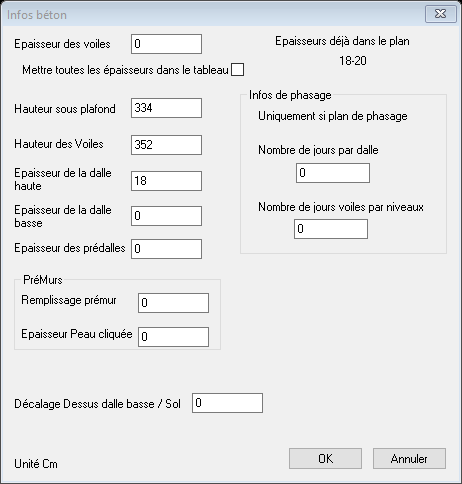 Infos béton
Epaisseur des voiles 0
Epaisseurs déjà dans le plan
18-20
Mettre toutes les épaisseurs dans le tableau
Hauteur sous plafond 334
Hauteur des Voiles 352
Epaisseur de la dalle
haute 18
Epaisseur de la dalle
basse 0
Epaisseur des prédalles 0
Infos de phasage
Uniquement si plan de phasage
Nombre de jours par dalle
0
Nombre de jours voiles par niveaux
0
PréMurs
Remplissage prémur 0
Epaisseur Peau cliquée 0
Décalage Dessus dalle basse / Sol 0
Unité Cm
OK Annuler